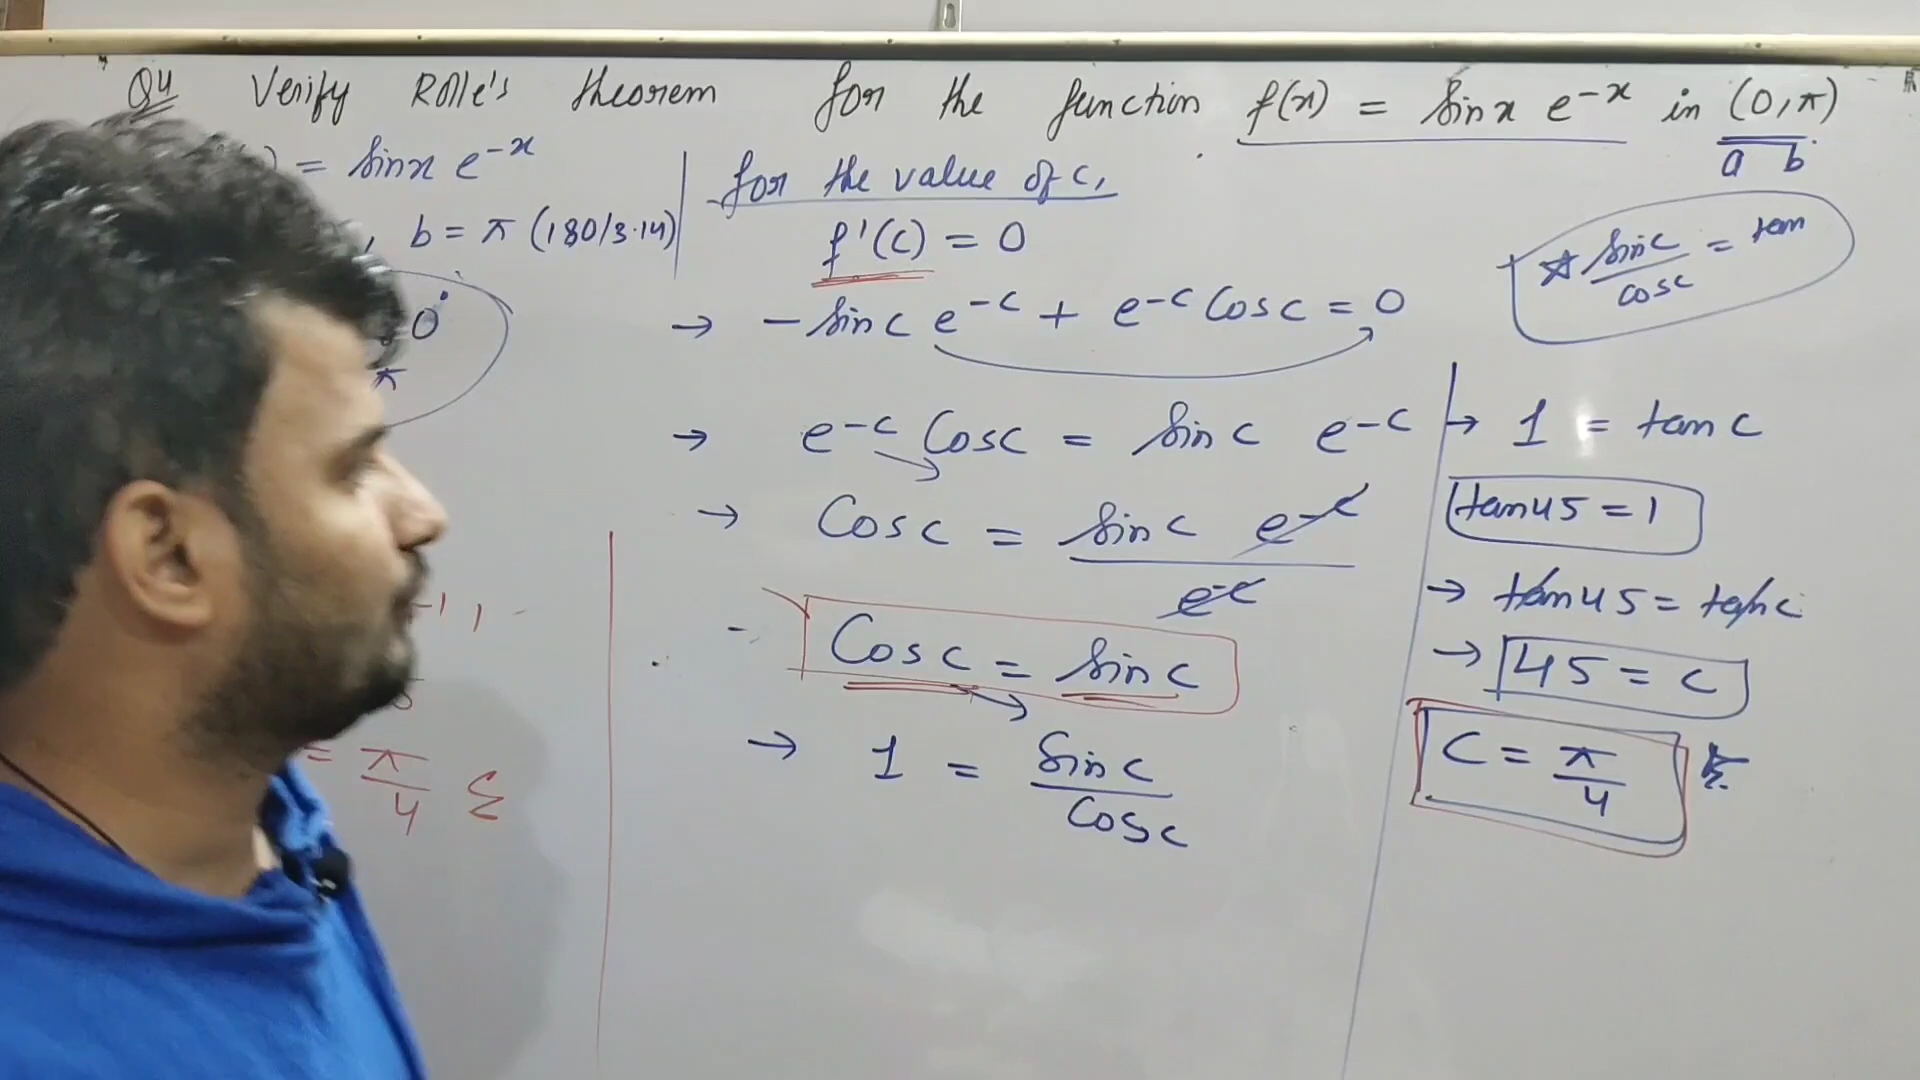 Q4 Verify Rolle's theorem for the function f(x) = sinx e^-x in (0, π)
a b
) = sinx e^-x
, b = π (180/3.14)
0°
π
-1,
= π/4
for the value of c,
f'(c) = 0
→ - sinc e^-c + e^-c Cosc = 0
→ e^-c Cosc = sinc e^-c
→ Cosc = sinc e^-c / e^-c
Cosc = sinc
→ 1 = Sinc / Cosc
☆ sinc / cosc = tan
→ 1 = tanc
tan45 = 1
→ tan45 = tanc
→ 45 = c
C = π/4